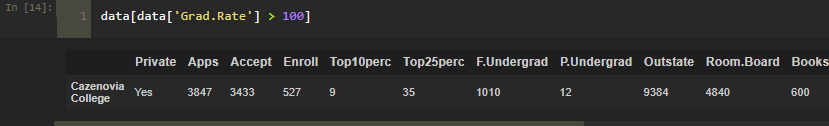 In [14]:
1 data[data['Grad.Rate'] > 100]
Private Apps Accept Enroll Top10perc Top25perc F.Undergrad P.Undergrad Outstate Room.Board Books
Cazenovia
College Yes 3847 3433 527 9 35 1010 12 9384 4840 600